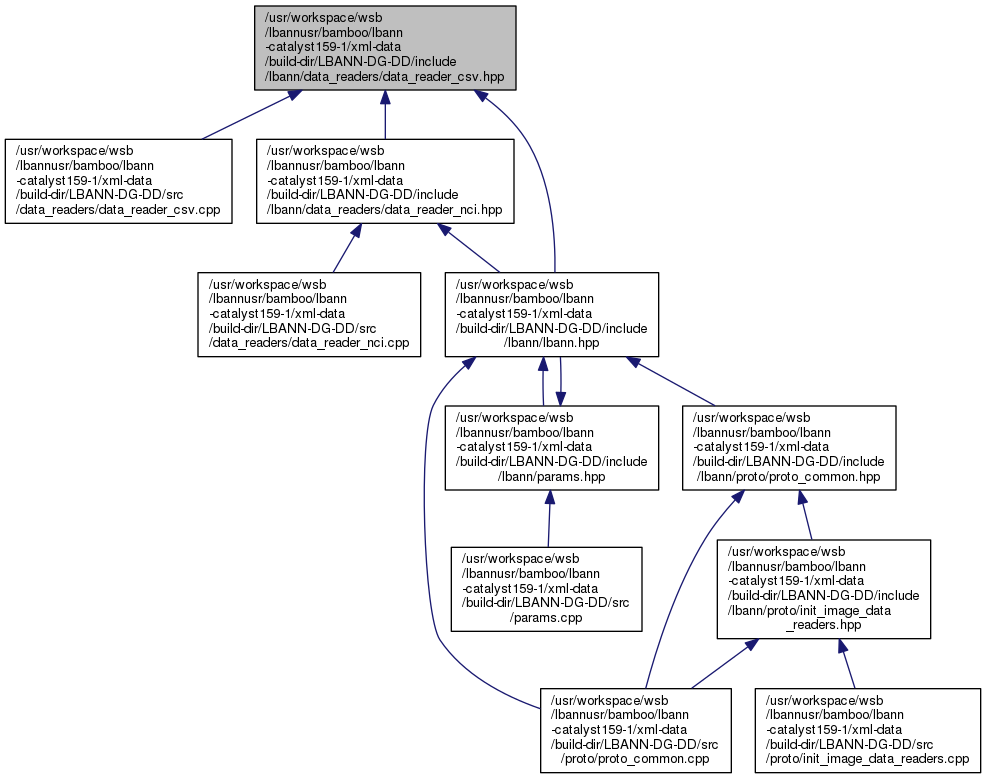 /usr/workspace/wsb
/lbannusr/bamboo/lbann
-catalyst159-1/xml-data
/build-dir/LBANN-DG-DD/include
/lbann/data_readers/data_reader_csv.hpp
/usr/workspace/wsb
/lbannusr/bamboo/lbann
-catalyst159-1/xml-data
/build-dir/LBANN-DG-DD/src
/data_readers/data_reader_csv.cpp
/usr/workspace/wsb
/lbannusr/bamboo/lbann
-catalyst159-1/xml-data
/build-dir/LBANN-DG-DD/include
/lbann/data_readers/data_reader_nci.hpp
/usr/workspace/wsb
/lbannusr/bamboo/lbann
-catalyst159-1/xml-data
/build-dir/LBANN-DG-DD/src
/data_readers/data_reader_nci.cpp
/usr/workspace/wsb
/lbannusr/bamboo/lbann
-catalyst159-1/xml-data
/build-dir/LBANN-DG-DD/include
/lbann/lbann.hpp
/usr/workspace/wsb
/lbannusr/bamboo/lbann
-catalyst159-1/xml-data
/build-dir/LBANN-DG-DD/include
/lbann/params.hpp
/usr/workspace/wsb
/lbannusr/bamboo/lbann
-catalyst159-1/xml-data
/build-dir/LBANN-DG-DD/include
/lbann/proto/proto_common.hpp
/usr/workspace/wsb
/lbannusr/bamboo/lbann
-catalyst159-1/xml-data
/build-dir/LBANN-DG-DD/src
/params.cpp
/usr/workspace/wsb
/lbannusr/bamboo/lbann
-catalyst159-1/xml-data
/build-dir/LBANN-DG-DD/include
/lbann/proto/init_image_data
_readers.hpp
/usr/workspace/wsb
/lbannusr/bamboo/lbann
-catalyst159-1/xml-data
/build-dir/LBANN-DG-DD/src
/proto/proto_common.cpp
/usr/workspace/wsb
/lbannusr/bamboo/lbann
-catalyst159-1/xml-data
/build-dir/LBANN-DG-DD/src
/proto/init_image_data_readers.cpp